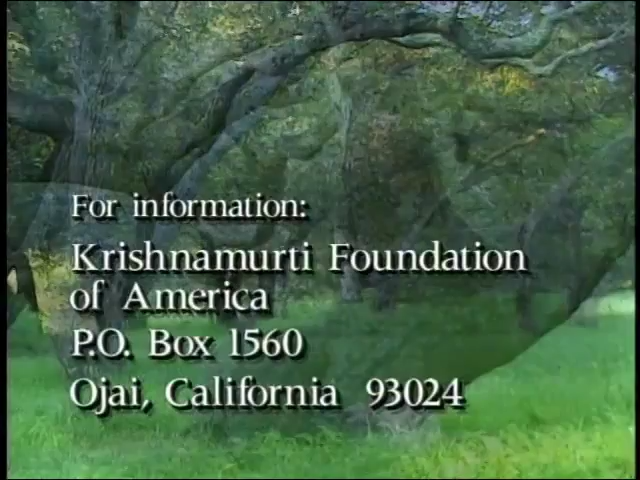 For information:
Krishnamurti Foundation
of America
P.O. Box 1560
Ojai, California 93024